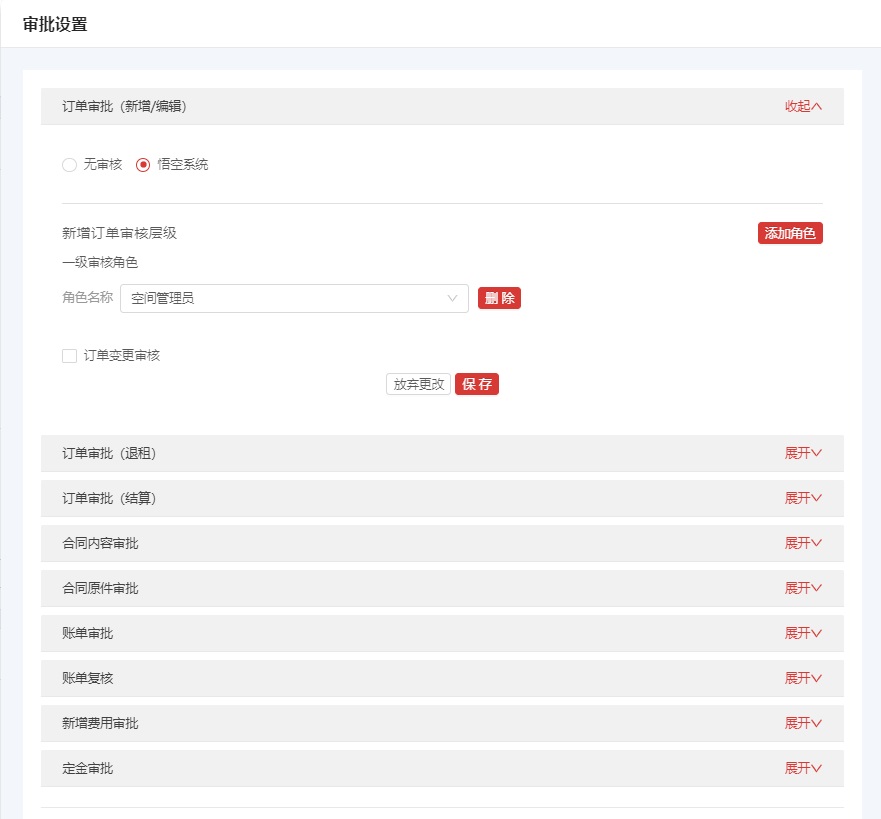 审批设置
订单审批（新增/编辑） 收起
无审核 悟空系统
新增订单审核层级 添加角色
一级审核角色
角色名称 空间管理员 删 除
订单变更审核
放弃更改 保 存
订单审批（退租） 展开
订单审批（结算） 展开
合同内容审批 展开
合同原件审批 展开
账单审批 展开
账单复核 展开
新增费用审批 展开
定金审批 展开